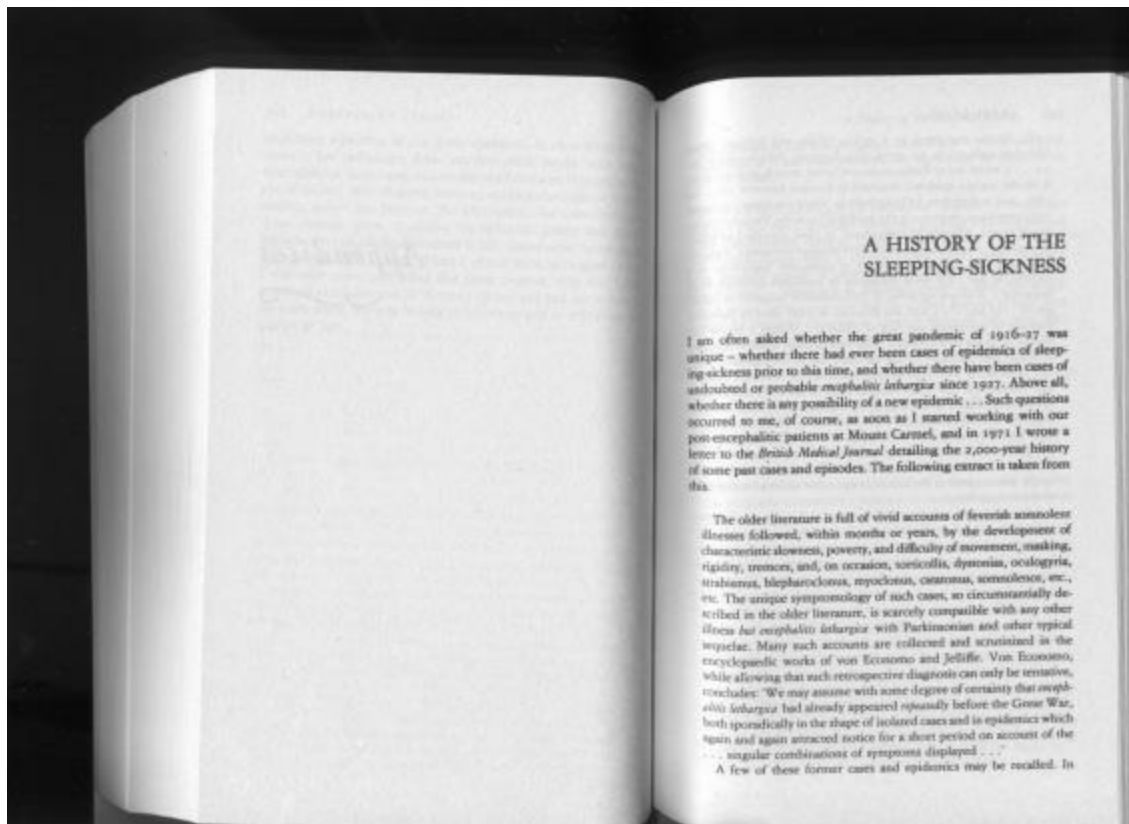 A HISTORY OF THE
SLEEPING-SICKNESS
I am often asked whether the great pandemic of 1916–27 was
unique – whether there had ever been cases of epidemics of sleep-
ing-sickness prior to this time, and whether there have been cases of
undoubted or probable encephalitis lethargica since 1927. Above all,
whether there is any possibility of a new epidemic . . . Such questions
occurred to me, of course, as soon as I started working with our
post-encephalitic patients at Mount Carmel, and in 1971 I wrote a
letter to the British Medical Journal detailing the 2,000-year history
of some past cases and episodes. The following extract is taken from
this.
The older literature is full of vivid accounts of feverish somnolent
illnesses followed, within months or years, by the development of
characteristic slowness, poverty, and difficulty of movement, masking,
rigidity, tremors, and, on occasion, torticollis, dystonias, oculogyria,
strabismus, blepharoclonus, myoclonus, catatonus, somnolence, etc.,
etc. The unique symptomology of such cases, so circumstantially de-
scribed in the older literature, is scarcely compatible with any other
illness but encephalitis lethargica with Parkinsonian and other typical
sequelae. Many such accounts are collected and scrutinized in the
encyclopaedic works of von Economo and Jelliffe. Von Economo,
while allowing that such retrospective diagnosis can only be tentative,
concludes: 'We may assume with some degree of certainty that enceph-
alitis lethargica had already appeared repeatedly before the Great War,
both sporadically in the shape of isolated cases and in epidemics which
again and again attracted notice for a short period on account of the
. . . singular combinations of symptoms displayed . . .'
A few of these former cases and epidemics may be recalled. In